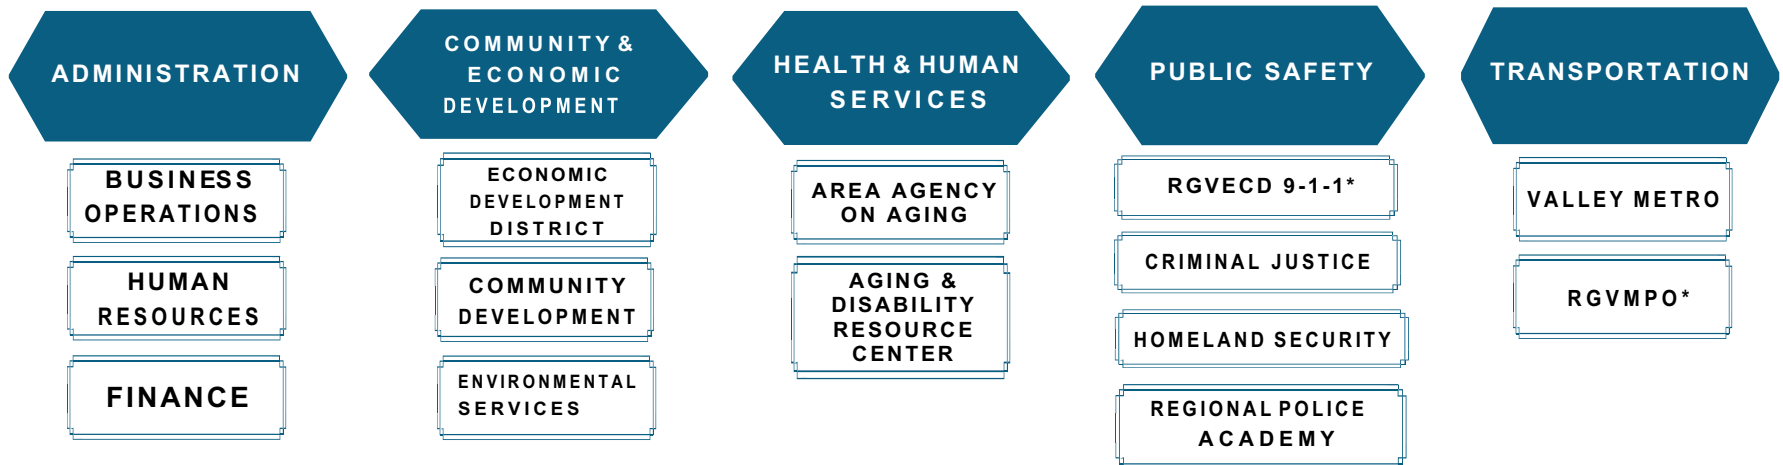 ADMINISTRATION
BUSINESS
OPERATIONS
HUMAN
RESOURCES
FINANCE
COMMUNITY &
ECONOMIC
DEVELOPMENT
ECONOMIC
DEVELOPMENT
DISTRICT
COMMUNITY
DEVELOPMENT
ENVIRONMENTAL
SERVICES
HEALTH & HUMAN
SERVICES
AREA AGENCY
ON AGING
AGING &
DISABILITY
RESOURCE
CENTER
PUBLIC SAFETY
RGVECD 9-1-1*
CRIMINAL JUSTICE
HOMELAND SECURITY
REGIONAL POLICE
ACADEMY
TRANSPORTATION
VALLEY METRO
RGVMPO*